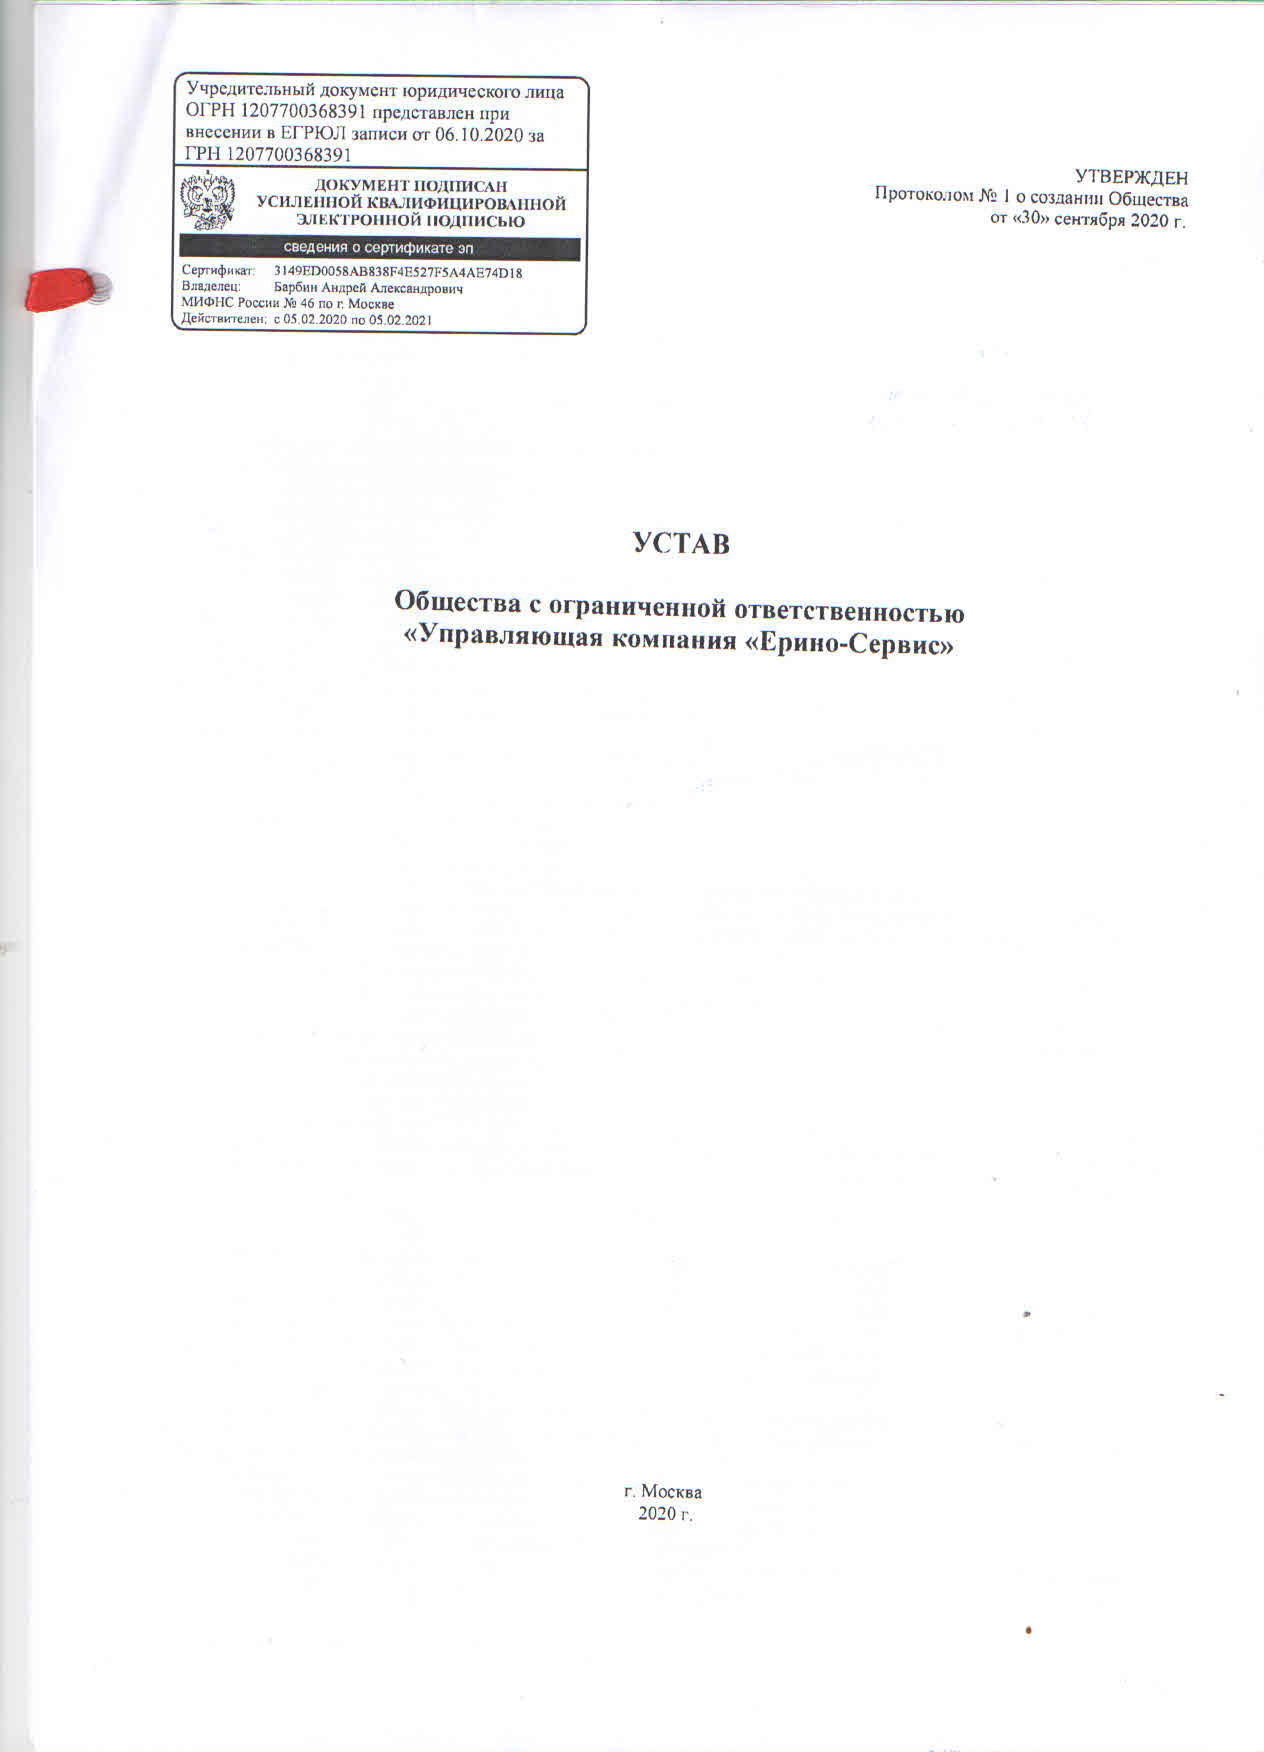 Учредительный документ юридического лица
ОГРН 1207700368391 представлен при
внесении в ЕГРЮЛ записи от 06.10.2020 за
ГРН 1207700368391
ДОКУМЕНТ ПОДПИСАН
УСИЛЕННОЙ КВАЛИФИЦИРОВАННОЙ
ЭЛЕКТРОННОЙ ПОДПИСЬЮ
сведения о сертификате эп
Сертификат: 3149ED0058AB838F4E527F5A4AE74D18
Владелец: Барбин Андрей Александрович
МИФНС России № 46 по г. Москве
Действителен: с 05.02.2020 по 05.02.2021
УТВЕРЖДЕН
Протоколом № 1 о создании Общества
от «30» сентября 2020 г.
УСТАВ
Общества с ограниченной ответственностью
«Управляющая компания «Ерино-Сервис»
г. Москва
2020 г.